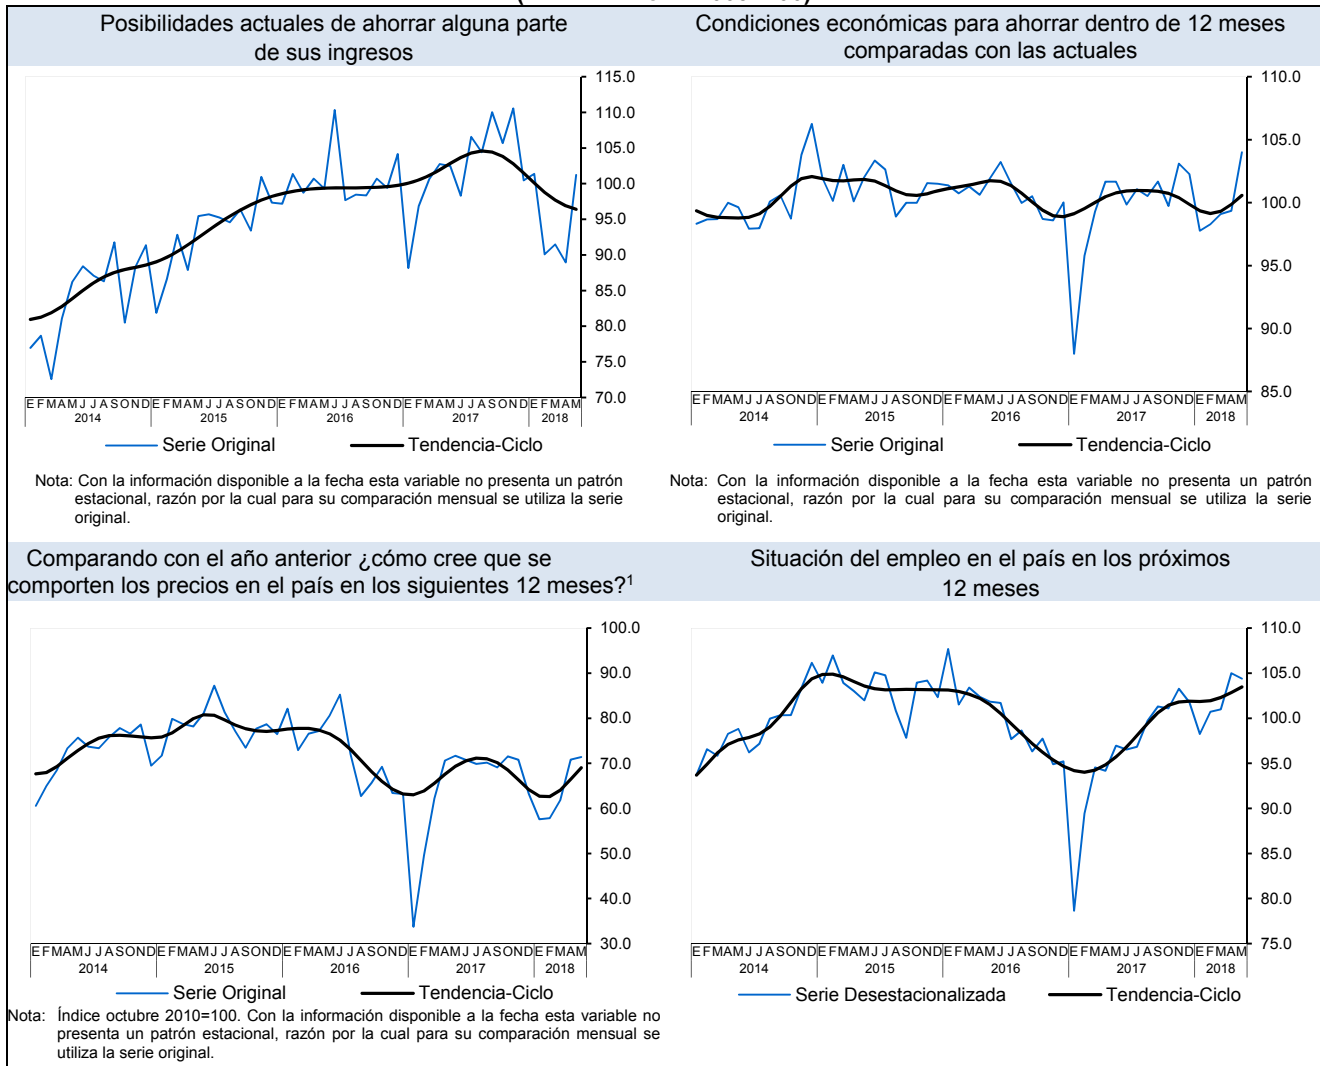 Posibilidades actuales de ahorrar alguna parte
de sus ingresos
115.0
110.0
105.0
100.0
95.0
90.0
85.0
80.0
75.0
70.0
E F M A M J J A S O N D E F M A M J J A S O N D E F M A M J J A S O N D E F M A M J J A S O N D E F M A M
2014 2015 2016 2017 2018
Serie Original Tendencia-Ciclo
Nota: Con la información disponible a la fecha esta variable no presenta un patrón
estacional, razón por la cual para su comparación mensual se utiliza la serie
original.
Condiciones económicas para ahorrar dentro de 12 meses
comparadas con las actuales
110.0
105.0
100.0
95.0
90.0
85.0
E F M A M J J A S O N D E F M A M J J A S O N D E F M A M J J A S O N D E F M A M J J A S O N D E F M A M
2014 2015 2016 2017 2018
Serie Original Tendencia-Ciclo
Nota: Con la información disponible a la fecha esta variable no presenta un patrón
estacional, razón por la cual para su comparación mensual se utiliza la serie
original.
Comparando con el año anterior ¿cómo cree que se
comporten los precios en el país en los siguientes 12 meses?¹
100.0
90.0
80.0
70.0
60.0
50.0
40.0
30.0
E F M A M J J A S O N D E F M A M J J A S O N D E F M A M J J A S O N D E F M A M J J A S O N D E F M A M
2014 2015 2016 2017 2018
Serie Original Tendencia-Ciclo
Nota: Índice octubre 2010=100. Con la información disponible a la fecha esta variable no
presenta un patrón estacional, razón por la cual para su comparación mensual se
utiliza la serie original.
Situación del empleo en el país en los próximos
12 meses
110.0
105.0
100.0
95.0
90.0
85.0
80.0
75.0
E F M A M J J A S O N D E F M A M J J A S O N D E F M A M J J A S O N D E F M A M J J A S O N D E F M A M
2014 2015 2016 2017 2018
Serie Desestacionalizada Tendencia-Ciclo